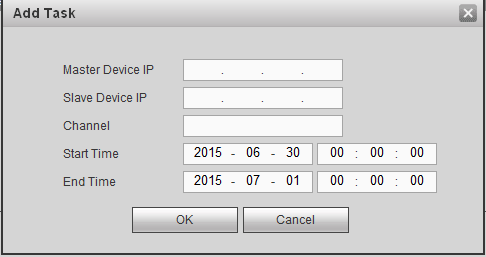 Add Task
Master Device IP . . .
Slave Device IP . . .
Channel
Start Time 2015 - 06 - 30 00 : 00 : 00
End Time 2015 - 07 - 01 00 : 00 : 00
OK Cancel